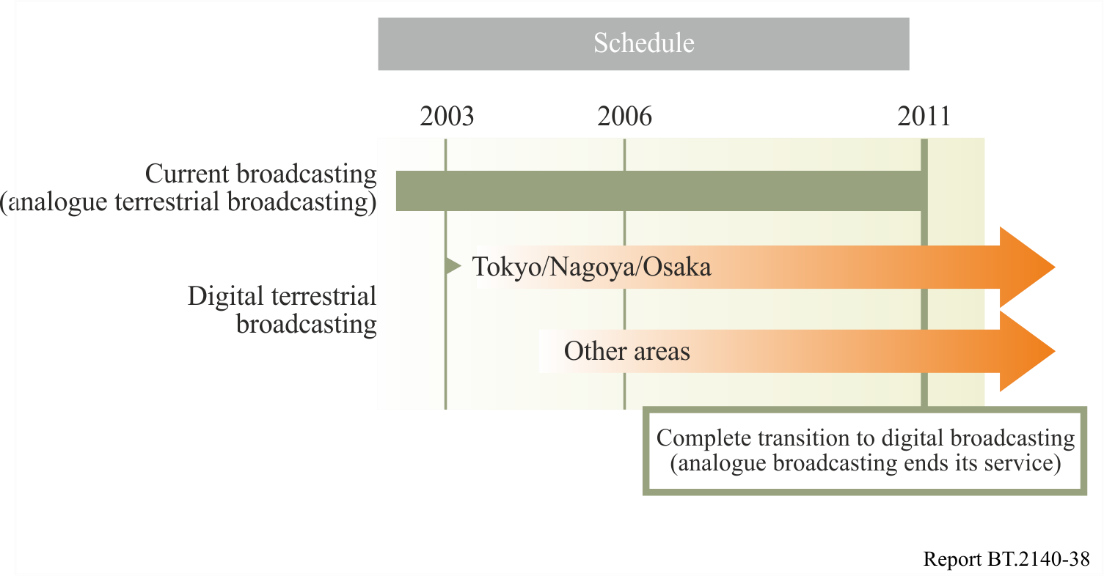 Schedule
2003
2006
2011
Current broadcasting
(analogue terrestrial broadcasting)
Tokyo/Nagoya/Osaka
Digital terrestrial
broadcasting
Other areas
Complete transition to digital broadcasting
(analogue broadcasting ends its service)
Report BT.2140-38